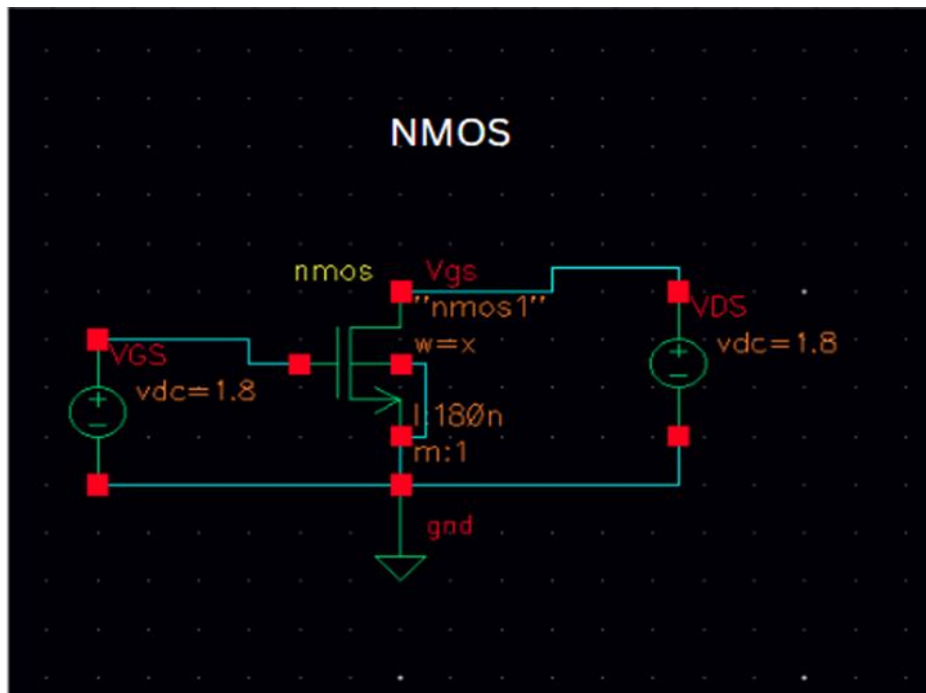 NMOS
nmos
Vgs
"nmos1"
VDS
w=x
vdc=1.8
VGS
vdc=1.8
l:180n
m:1
gnd